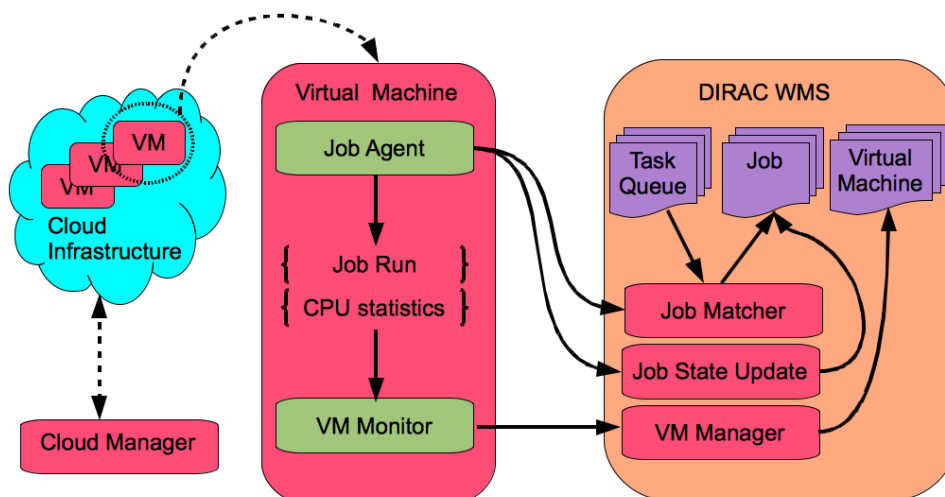 VM
VM
VM
Cloud
Infrastructure
Cloud Manager
Virtual Machine
Job Agent
{ Job Run }
{ CPU statistics }
VM Monitor
DIRAC WMS
Task
Queue
Job
Virtual
Machine
Job Matcher
Job State Update
VM Manager